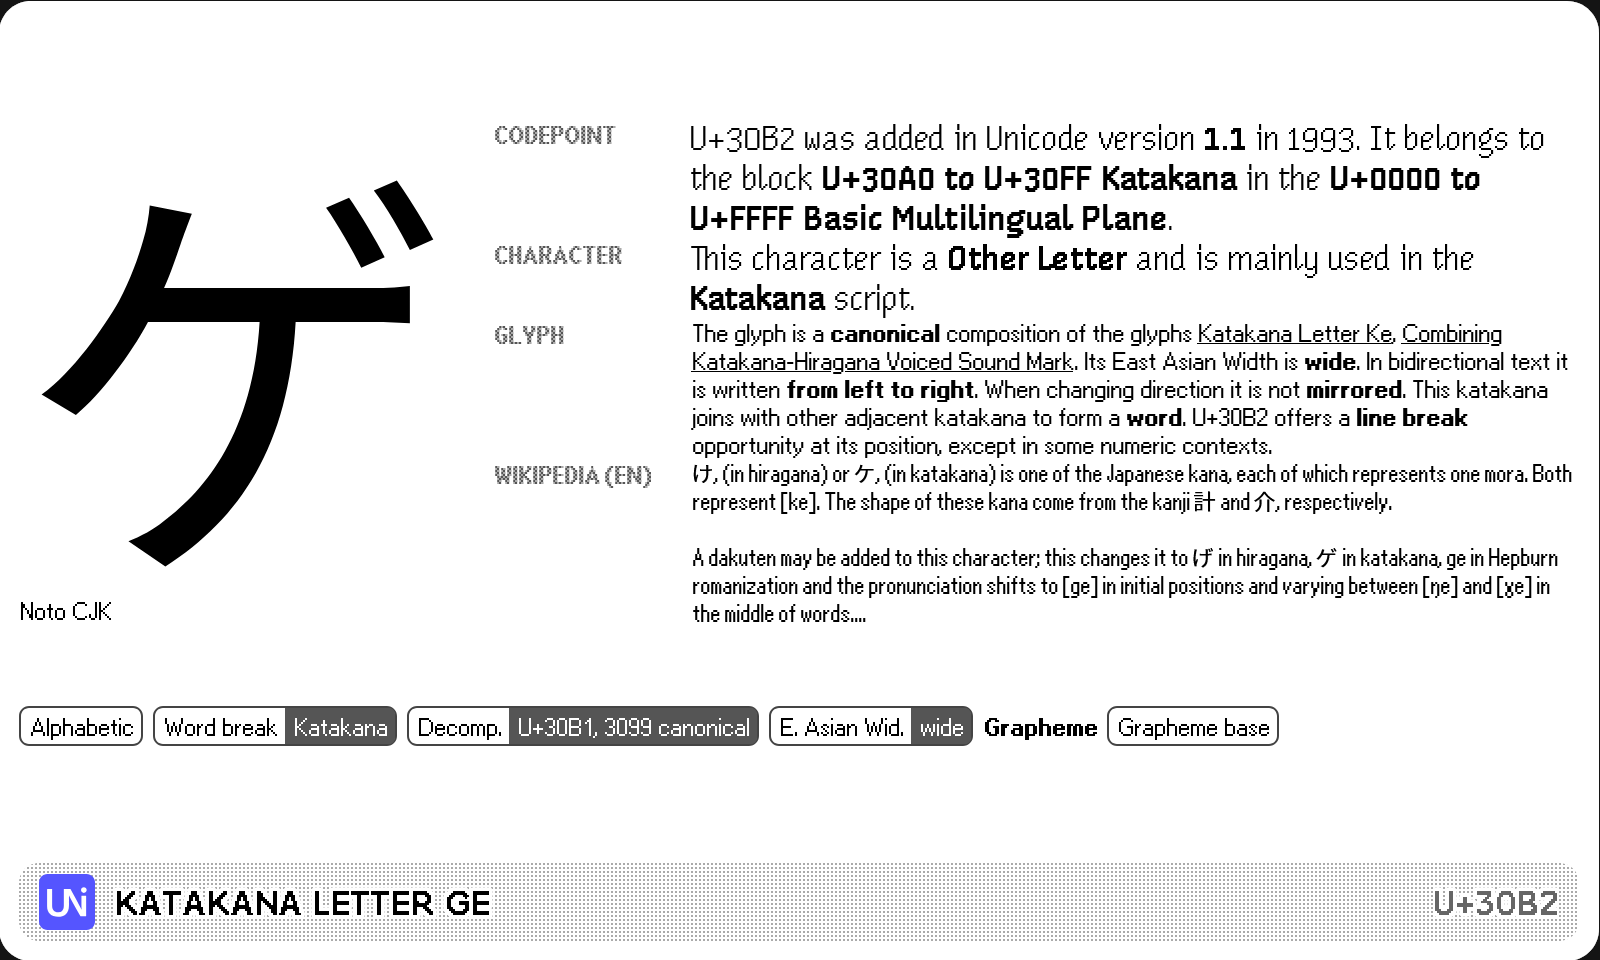 ゲ
Noto CJK
CODEPOINT
U+30B2 was added in Unicode version 1.1 in 1993. It belongs to
the block U+30A0 to U+30FF Katakana in the U+0000 to
U+FFFF Basic Multilingual Plane.
CHARACTER
This character is a Other Letter and is mainly used in the
Katakana script.
GLYPH
The glyph is a canonical composition of the glyphs Katakana Letter Ke, Combining
Katakana-Hiragana Voiced Sound Mark. Its East Asian Width is wide. In bidirectional text it
is written from left to right. When changing direction it is not mirrored. This katakana
joins with other adjacent katakana to form a word. U+30B2 offers a line break
opportunity at its position, except in some numeric contexts.
WIKIPEDIA (EN)
け, (in hiragana) or ケ, (in katakana) is one of the Japanese kana, each of which represents one mora. Both
represent [ke]. The shape of these kana come from the kanji 計 and 介, respectively.
A dakuten may be added to this character; this changes it to げ in hiragana, ゲ in katakana, ge in Hepburn
romanization and the pronunciation shifts to [ge] in initial positions and varying between [ŋe] and [ɣe] in
the middle of words....
Alphabetic Word break Katakana Decomp. U+30B1, 3099 canonical E. Asian Wid. wide Grapheme Grapheme base
UNi KATAKANA LETTER GE U+30B2